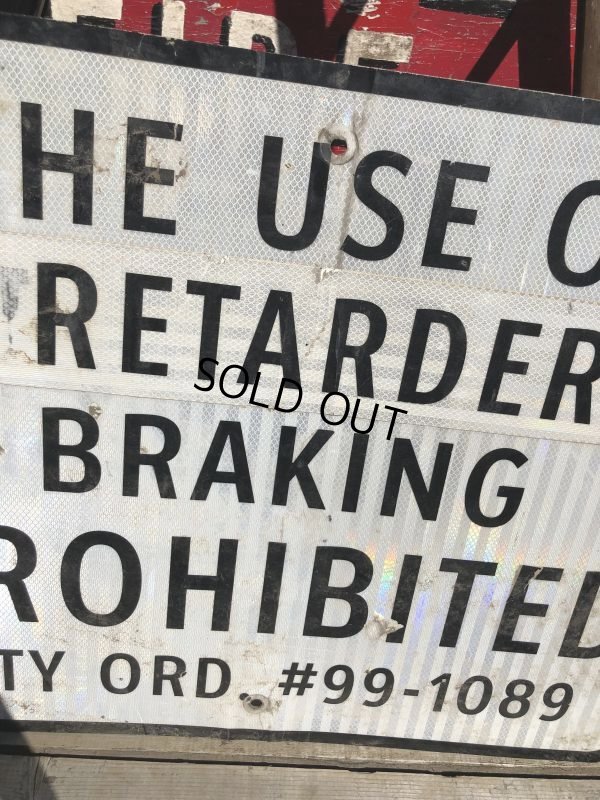 HE USE O
RETARDER
BRAKING
ROHIBITED
TY ORD. #99-1089
SOLD OUT